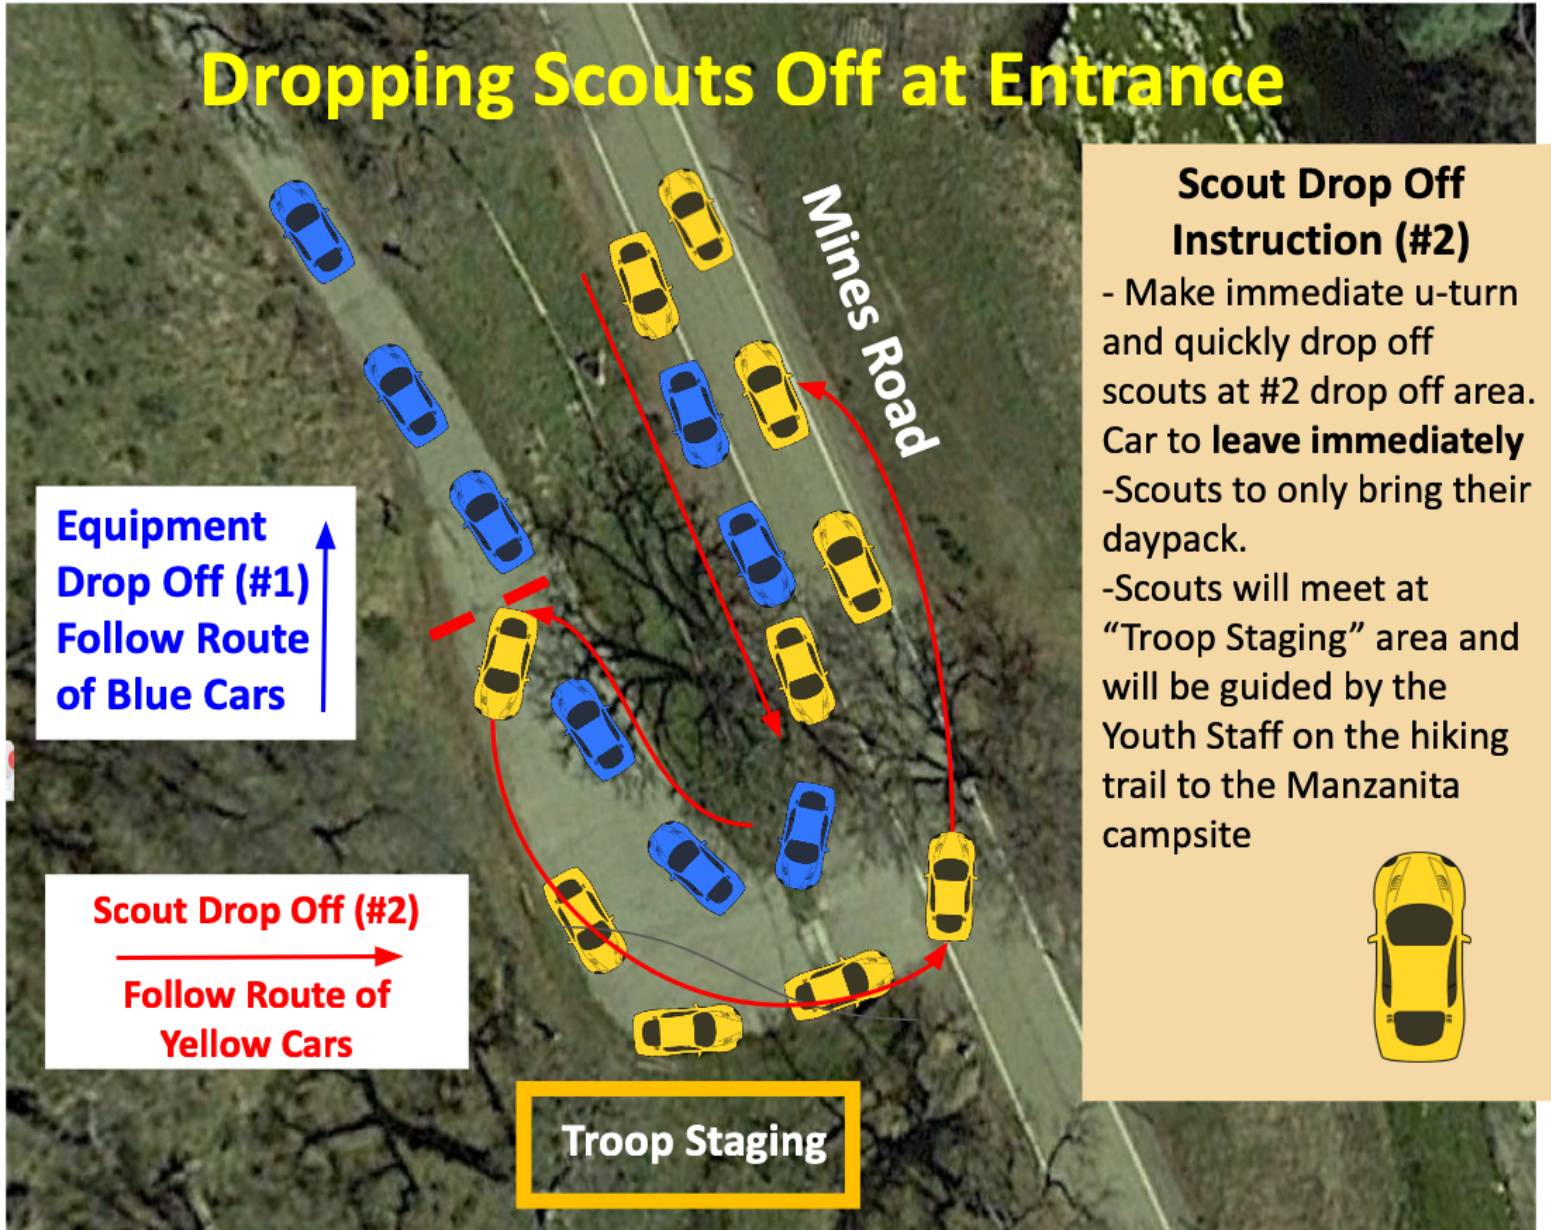 Dropping Scouts Off at Entrance
Mines Road
Scout Drop Off
Instruction (#2)
- Make immediate u-turn
and quickly drop off
scouts at #2 drop off area.
Car to leave immediately
-Scouts to only bring their
daypack.
-Scouts will meet at
“Troop Staging” area and
will be guided by the
Youth Staff on the hiking
trail to the Manzanita
campsite
Equipment
Drop Off (#1)
Follow Route
of Blue Cars
Scout Drop Off (#2)
Follow Route of
Yellow Cars
Troop Staging